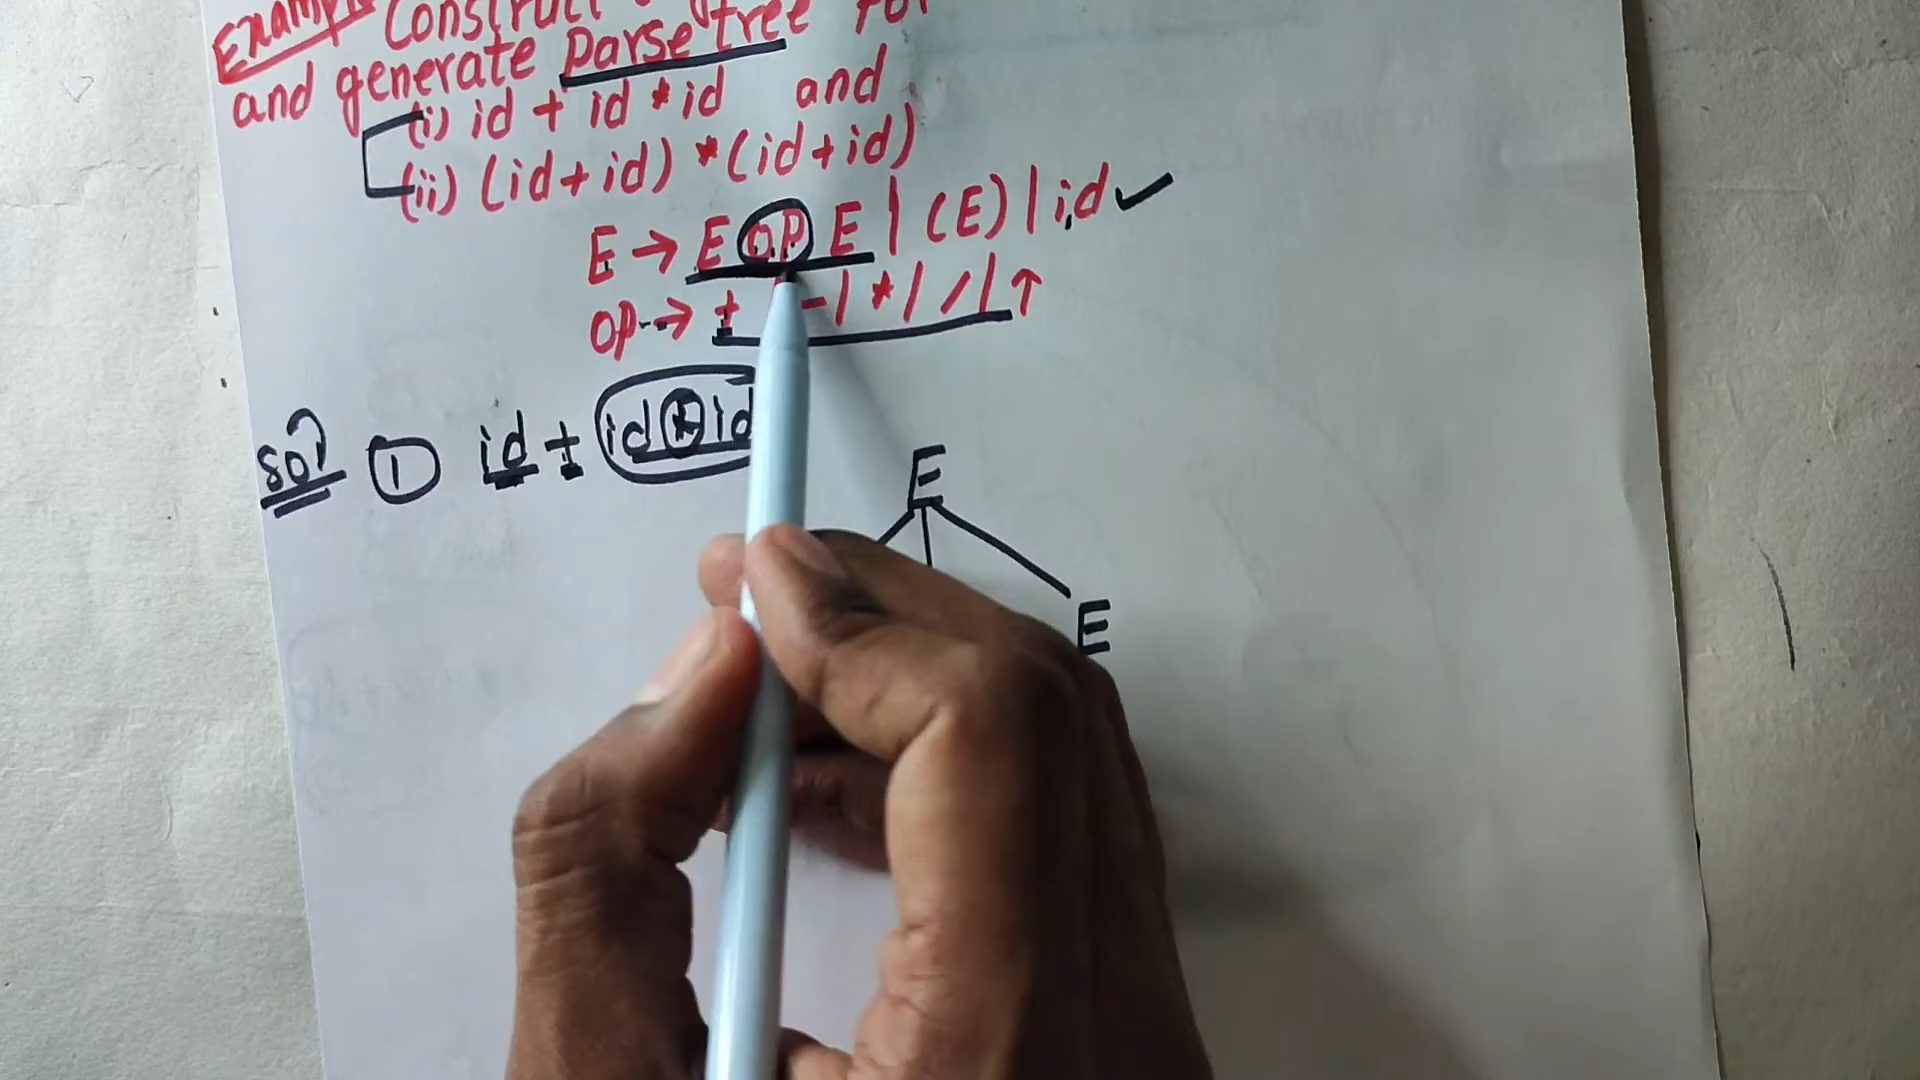 Example Construct
and generate parse tree for
(i) id + id * id and
(ii) (id + id) * (id + id)
E → E OP E | (E) | id ✓
OP → + - | * | / | ↑
Sol 1 id + id * id
E
E